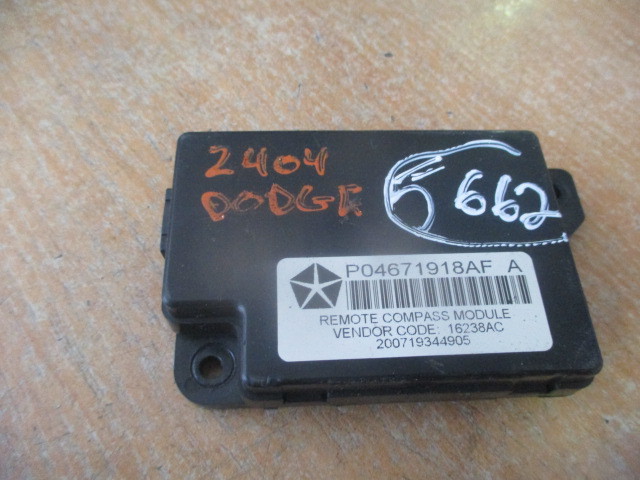 2404
DODGE
5 662
P04671918AF A
REMOTE COMPASS MODULE
VENDOR CODE: 16238AC
200719344905